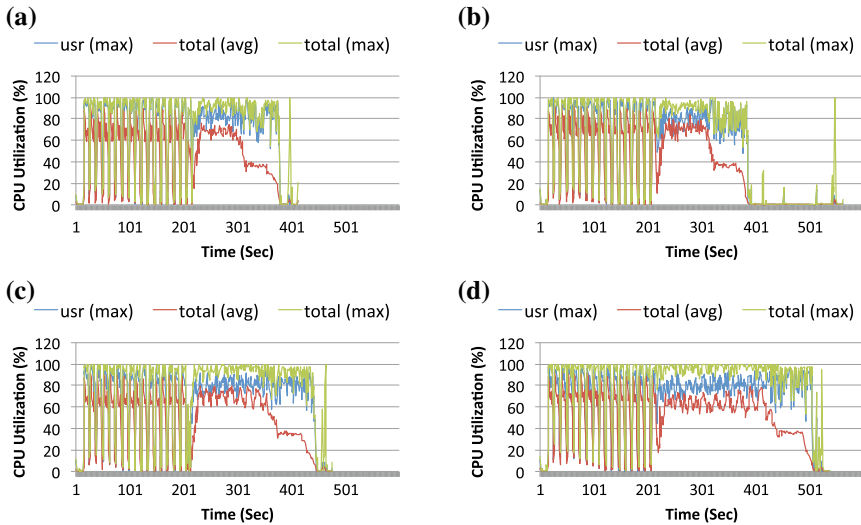 (a)
usr (max) total (avg) total (max)
CPU Utilization (%)
120
100
80
60
40
20
0
1 101 201 301 401 501
Time (Sec)
(b)
usr (max) total (avg) total (max)
CPU Utilization (%)
120
100
80
60
40
20
0
1 101 201 301 401 501
Time (Sec)
(c)
usr (max) total (avg) total (max)
CPU Utilization (%)
120
100
80
60
40
20
0
1 101 201 301 401 501
Time (Sec)
(d)
usr (max) total (avg) total (max)
CPU Utilization (%)
120
100
80
60
40
20
0
1 101 201 301 401 501
Time (Sec)